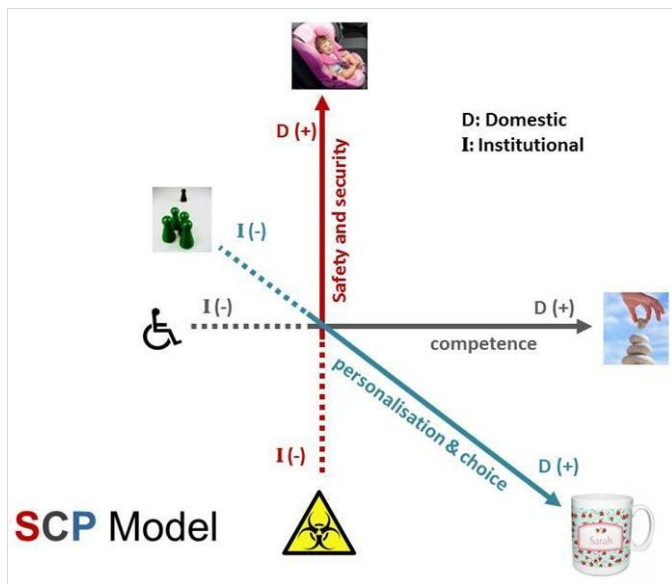 D (+)
D: Domestic
I: Institutional
Safety and security
I (-)
I (-)
D (+)
competence
personalisation & choice
D (+)
I (-)
SCP Model
Sarah